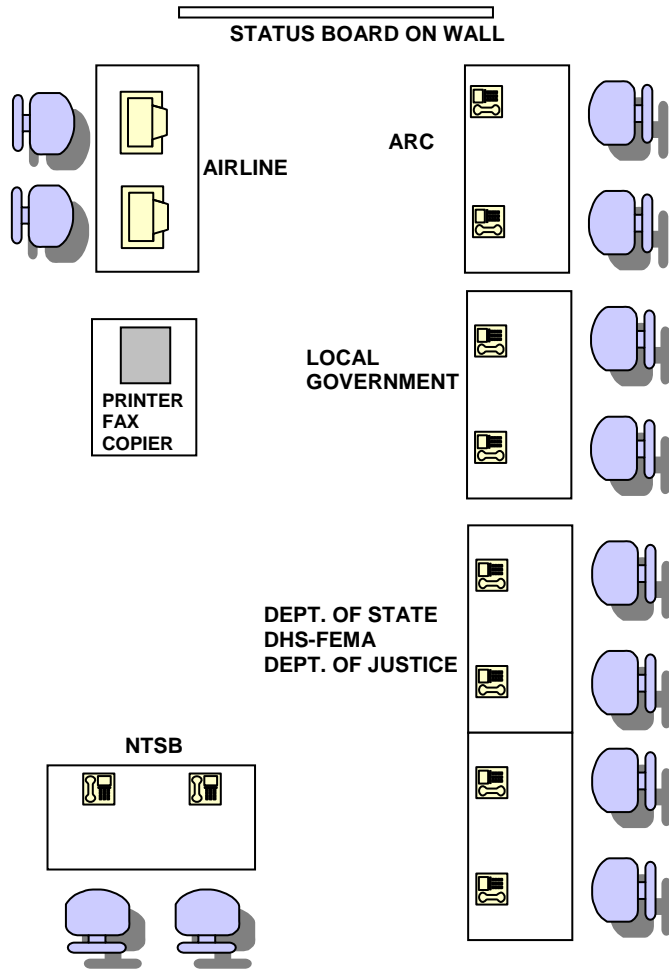 STATUS BOARD ON WALL
AIRLINE
ARC
PRINTER
FAX
COPIER
LOCAL
GOVERNMENT
DEPT. OF STATE
DHS-FEMA
DEPT. OF JUSTICE
NTSB